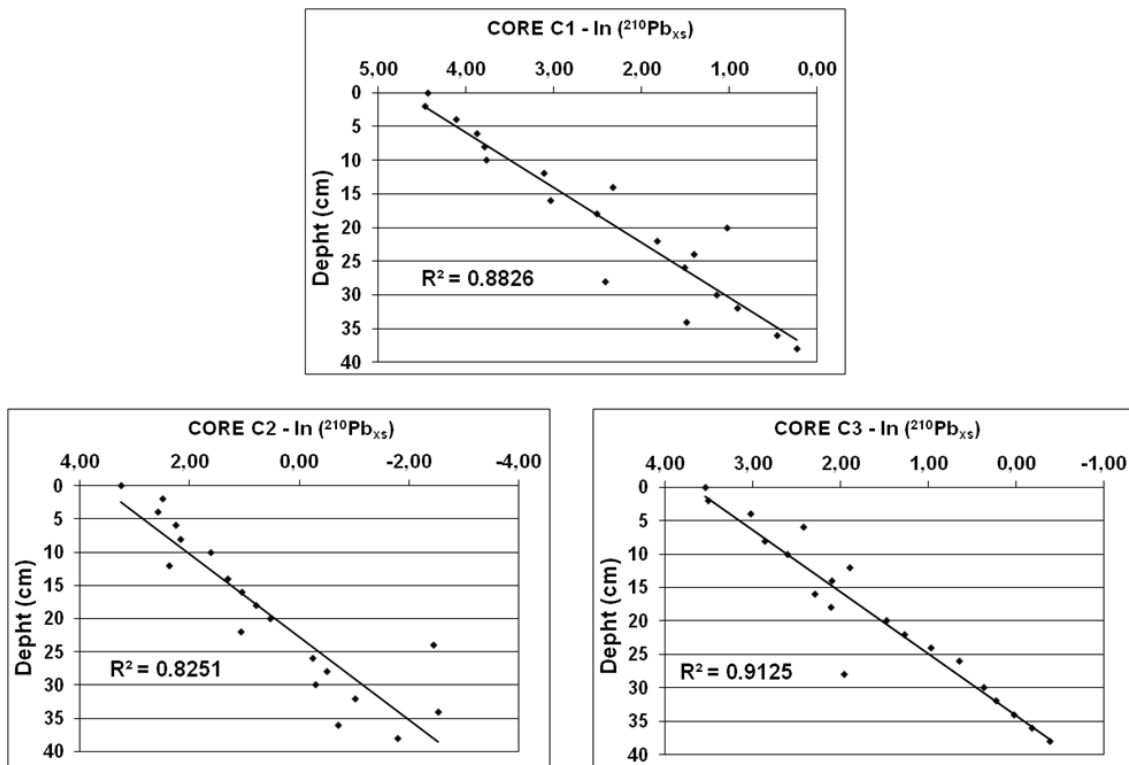 CORE C1 - ln (²¹⁰Pbₓₛ)
5,00 4,00 3,00 2,00 1,00 0,00
0
5
10
15
20
25
30
35
40
Depht (cm)
R² = 0.8826
CORE C2 - ln (²¹⁰Pbₓₛ)
4,00 2,00 0,00 -2,00 -4,00
0
5
10
15
20
25
30
35
40
Depht (cm)
R² = 0.8251
CORE C3 - ln (²¹⁰Pbₓₛ)
4,00 3,00 2,00 1,00 0,00 -1,00
0
5
10
15
20
25
30
35
40
Depht (cm)
R² = 0.9125